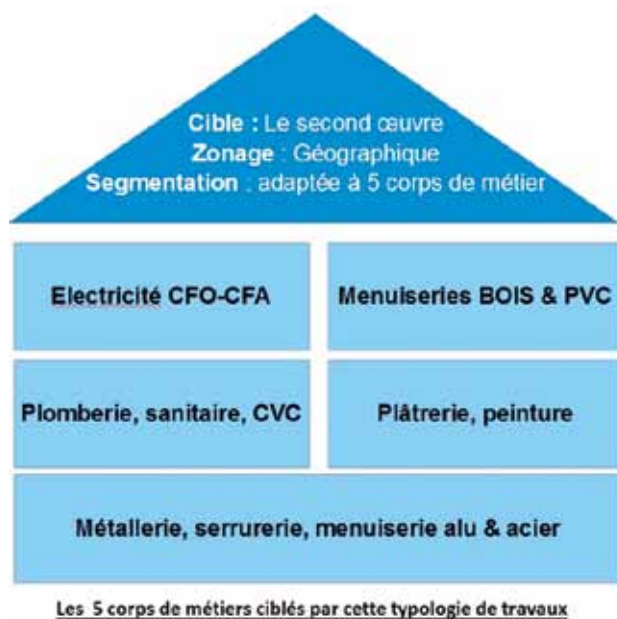 Cible : Le second œuvre
Zonage : Géographique
Segmentation : adaptée à 5 corps de métier
Electricité CFO-CFA
Menuiseries BOIS & PVC
Plomberie, sanitaire, CVC
Plâtrerie, peinture
Métallerie, serrurerie, menuiserie alu & acier
Les 5 corps de métiers ciblés par cette typologie de travaux